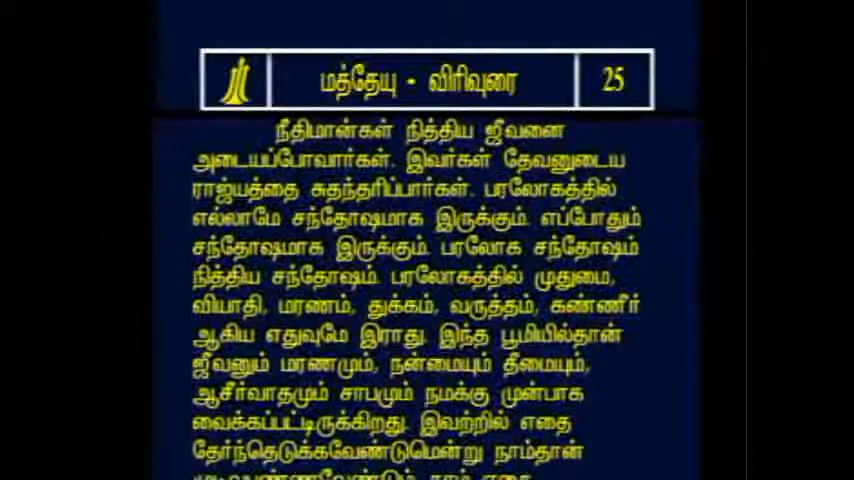 மத்தேயு - விரிவுரை 25
நீதிமான்கள் நித்திய ஜீவனை
அடையப்போவார்கள். இவர்கள் தேவனுடைய
ராஜ்யத்தை சுதந்தரிப்பார்கள். பரலோகத்தில்
எல்லாமே சந்தோஷமாக இருக்கும். எப்போதும்
சந்தோஷமாக இருக்கும். பரலோக சந்தோஷம்
நித்திய சந்தோஷம். பரலோகத்தில் முதுமை,
வியாதி, மரணம், துக்கம், வருத்தம், கண்ணீர்
ஆகிய எதுவுமே இராது. இந்த பூமியில்தான்
ஜீவனும் மரணமும், நன்மையும் தீமையும்,
ஆசீர்வாதமும் சாபமும் நமக்கு முன்பாக
வைக்கப்பட்டிருக்கிறது. இவற்றில் எதை
தேர்ந்தெடுக்கவேண்டுமென்று நாம்தான்